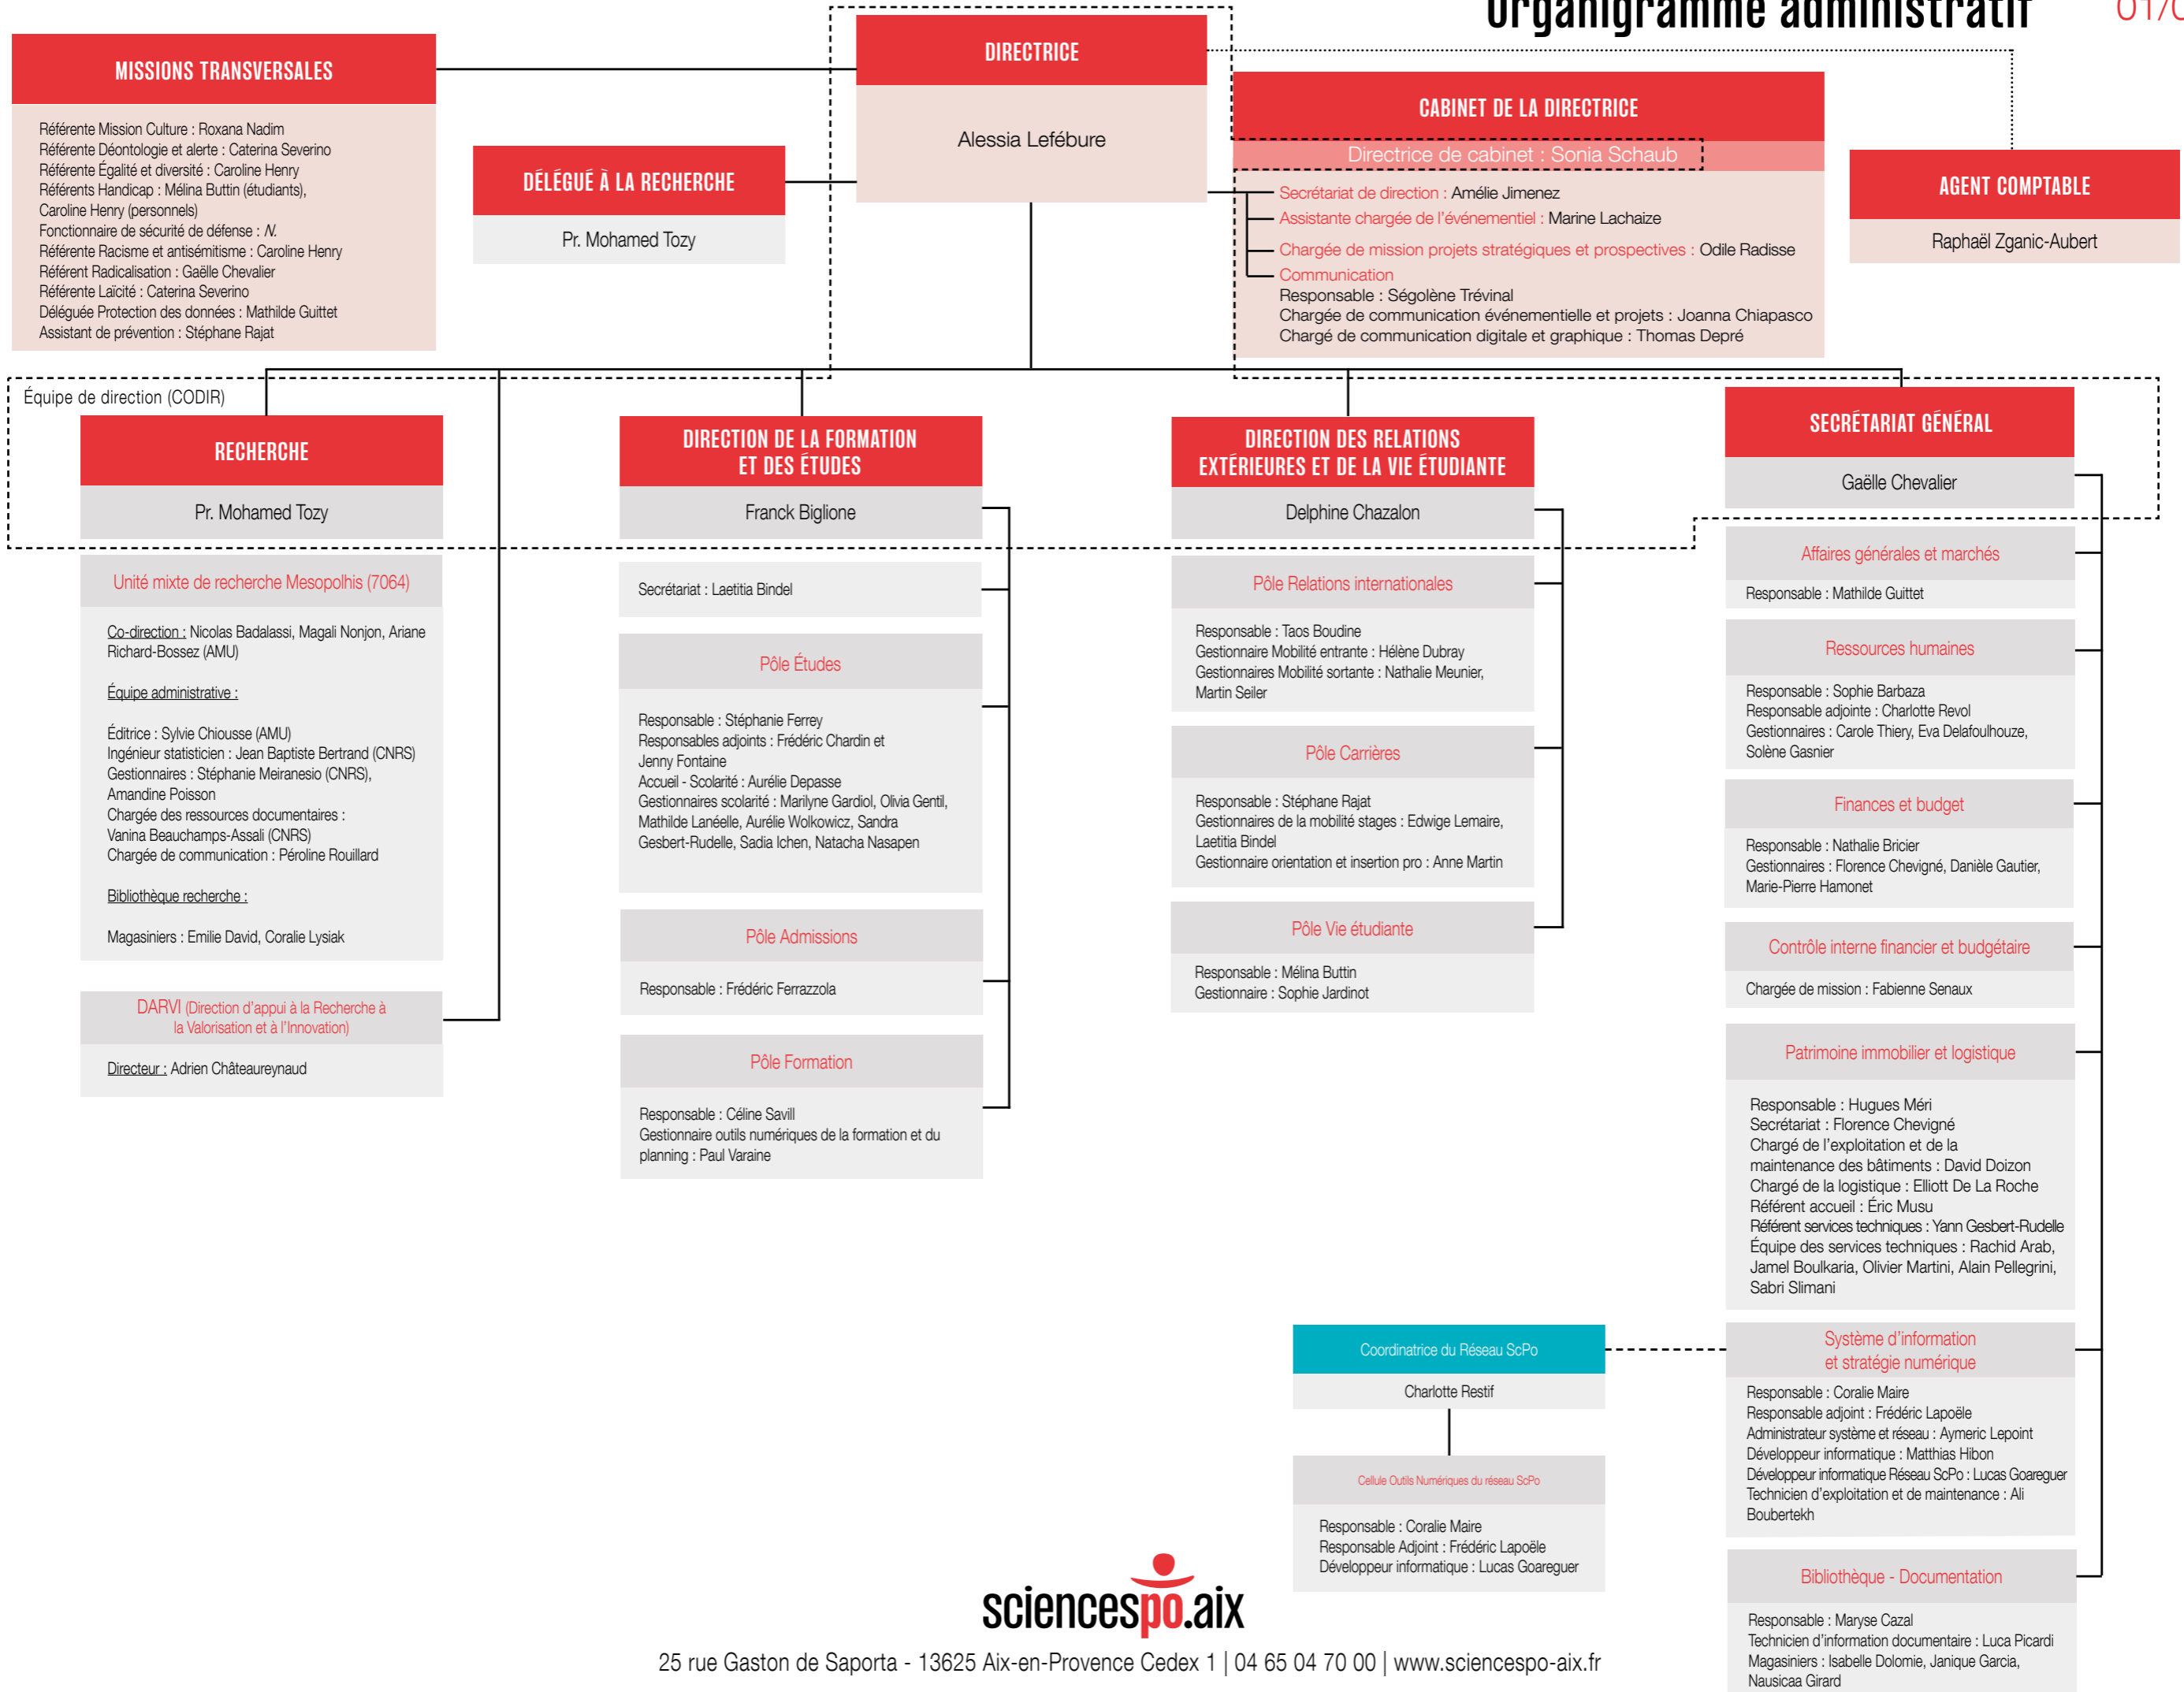 Organigramme administratif
DIRECTRICE
Alessia Lefébure
MISSIONS TRANSVERSALES
Référente Mission Culture : Roxana Nadim
Référente Déontologie et alerte : Caterina Severino
Référente Égalité et diversité : Caroline Henry
Référents Handicap : Mélina Buttin (étudiants),
Caroline Henry (personnels)
Fonctionnaire de sécurité de défense : N.
Référente Racisme et antisémitisme : Caroline Henry
Référent Radicalisation : Gaëlle Chevalier
Référente Laïcité : Caterina Severino
Déléguée Protection des données : Mathilde Guittet
Assistant de prévention : Stéphane Rajat
DÉLÉGUÉ À LA RECHERCHE
Pr. Mohamed Tozy
CABINET DE LA DIRECTRICE
Directrice de cabinet : Sonia Schaub
Secrétariat de direction : Amélie Jimenez
Assistante chargée de l'événementiel : Marine Lachaize
Chargée de mission projets stratégiques et prospectives : Odile Radisse
Communication
Responsable : Ségolène Trévinal
Chargée de communication événementielle et projets : Joanna Chiapasco
Chargé de communication digitale et graphique : Thomas Depré
AGENT COMPTABLE
Raphaël Zganic-Aubert
Équipe de direction (CODIR)
RECHERCHE
Pr. Mohamed Tozy
Unité mixte de recherche Mesopolhis (7064)
Co-direction : Nicolas Badalassi, Magali Nonjon, Ariane
Richard-Bossez (AMU)
Équipe administrative :
Éditrice : Sylvie Chiousse (AMU)
Ingénieur statisticien : Jean Baptiste Bertrand (CNRS)
Gestionnaires : Stéphanie Meiranesio (CNRS),
Amandine Poisson
Chargée des ressources documentaires :
Vanina Beauchamps-Assali (CNRS)
Chargée de communication : Péroline Rouillard
Bibliothèque recherche :
Magasiniers : Emilie David, Coralie Lysiak
DARVI (Direction d'appui à la Recherche à
la Valorisation et à l'Innovation)
Directeur : Adrien Châteaureynaud
DIRECTION DE LA FORMATION
ET DES ÉTUDES
Franck Biglione
Secrétariat : Laetitia Bindel
Pôle Études
Responsable : Stéphanie Ferrey
Responsables adjoints : Frédéric Chardin et
Jenny Fontaine
Accueil - Scolarité : Aurélie Depasse
Gestionnaires scolarité : Marilyne Gardiol, Olivia Gentil,
Mathilde Lanéelle, Aurélie Wolkowicz, Sandra
Gesbert-Rudelle, Sadia Ichen, Natacha Nasapen
Pôle Admissions
Responsable : Frédéric Ferrazzola
Pôle Formation
Responsable : Céline Savill
Gestionnaire outils numériques de la formation et du
planning : Paul Varaine
DIRECTION DES RELATIONS
EXTÉRIEURES ET DE LA VIE ÉTUDIANTE
Delphine Chazalon
Pôle Relations internationales
Responsable : Taos Boudine
Gestionnaire Mobilité entrante : Hélène Dubray
Gestionnaires Mobilité sortante : Nathalie Meunier,
Martin Seiler
Pôle Carrières
Responsable : Stéphane Rajat
Gestionnaires de la mobilité stages : Edwige Lemaire,
Laetitia Bindel
Gestionnaire orientation et insertion pro : Anne Martin
Pôle Vie étudiante
Responsable : Mélina Buttin
Gestionnaire : Sophie Jardinot
SECRÉTARIAT GÉNÉRAL
Gaëlle Chevalier
Affaires générales et marchés
Responsable : Mathilde Guittet
Ressources humaines
Responsable : Sophie Barbaza
Responsable adjointe : Charlotte Revol
Gestionnaires : Carole Thiery, Eva Delafoulhouze,
Solène Gasnier
Finances et budget
Responsable : Nathalie Bricier
Gestionnaires : Florence Chevigné, Danièle Gautier,
Marie-Pierre Hamonet
Contrôle interne financier et budgétaire
Chargée de mission : Fabienne Senaux
Patrimoine immobilier et logistique
Responsable : Hugues Méri
Secrétariat : Florence Chevigné
Chargé de l'exploitation et de la
maintenance des bâtiments : David Doizon
Chargé de la logistique : Elliott De La Roche
Référent accueil : Éric Musu
Référent services techniques : Yann Gesbert-Rudelle
Équipe des services techniques : Rachid Arab,
Jamel Boulkaria, Olivier Martini, Alain Pellegrini,
Sabri Slimani
Système d'information
et stratégie numérique
Responsable : Coralie Maire
Responsable adjoint : Frédéric Lapoële
Administrateur système et réseau : Aymeric Lepoint
Développeur informatique : Matthias Hibon
Développeur informatique Réseau ScPo : Lucas Goareguer
Technicien d'exploitation et de maintenance : Ali
Boubertekh
Bibliothèque - Documentation
Responsable : Maryse Cazal
Technicien d'information documentaire : Luca Picardi
Magasiniers : Isabelle Dolomie, Janique Garcia,
Nausicaa Girard
Coordinatrice du Réseau ScPo
Charlotte Restif
Cellule Outils Numériques du réseau ScPo
Responsable : Coralie Maire
Responsable Adjoint : Frédéric Lapoële
Développeur informatique : Lucas Goareguer
sciencespo.aix
25 rue Gaston de Saporta - 13625 Aix-en-Provence Cedex 1 | 04 65 04 70 00 | www.sciencespo-aix.fr